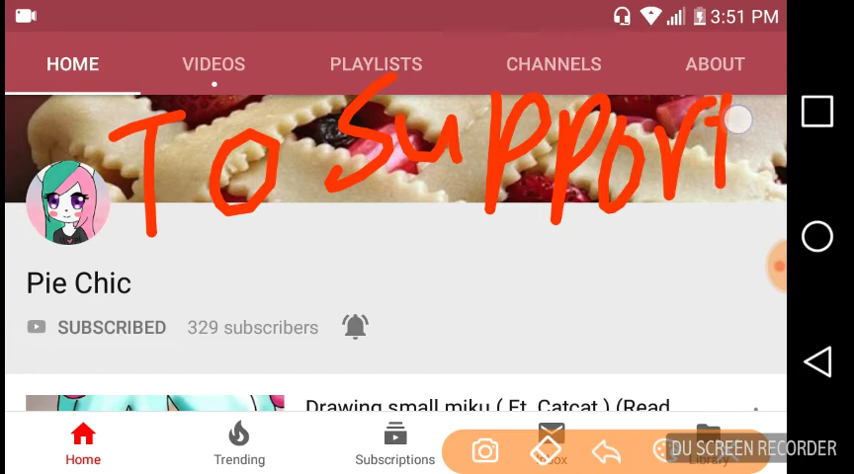 3:51 PM
HOME VIDEOS PLAYLISTS CHANNELS ABOUT
To Support
Pie Chic
SUBSCRIBED 329 subscribers
Drawing small miku ( Ft. Catcat ) (Read
Home Trending Subscriptions Library
DU SCREEN RECORDER